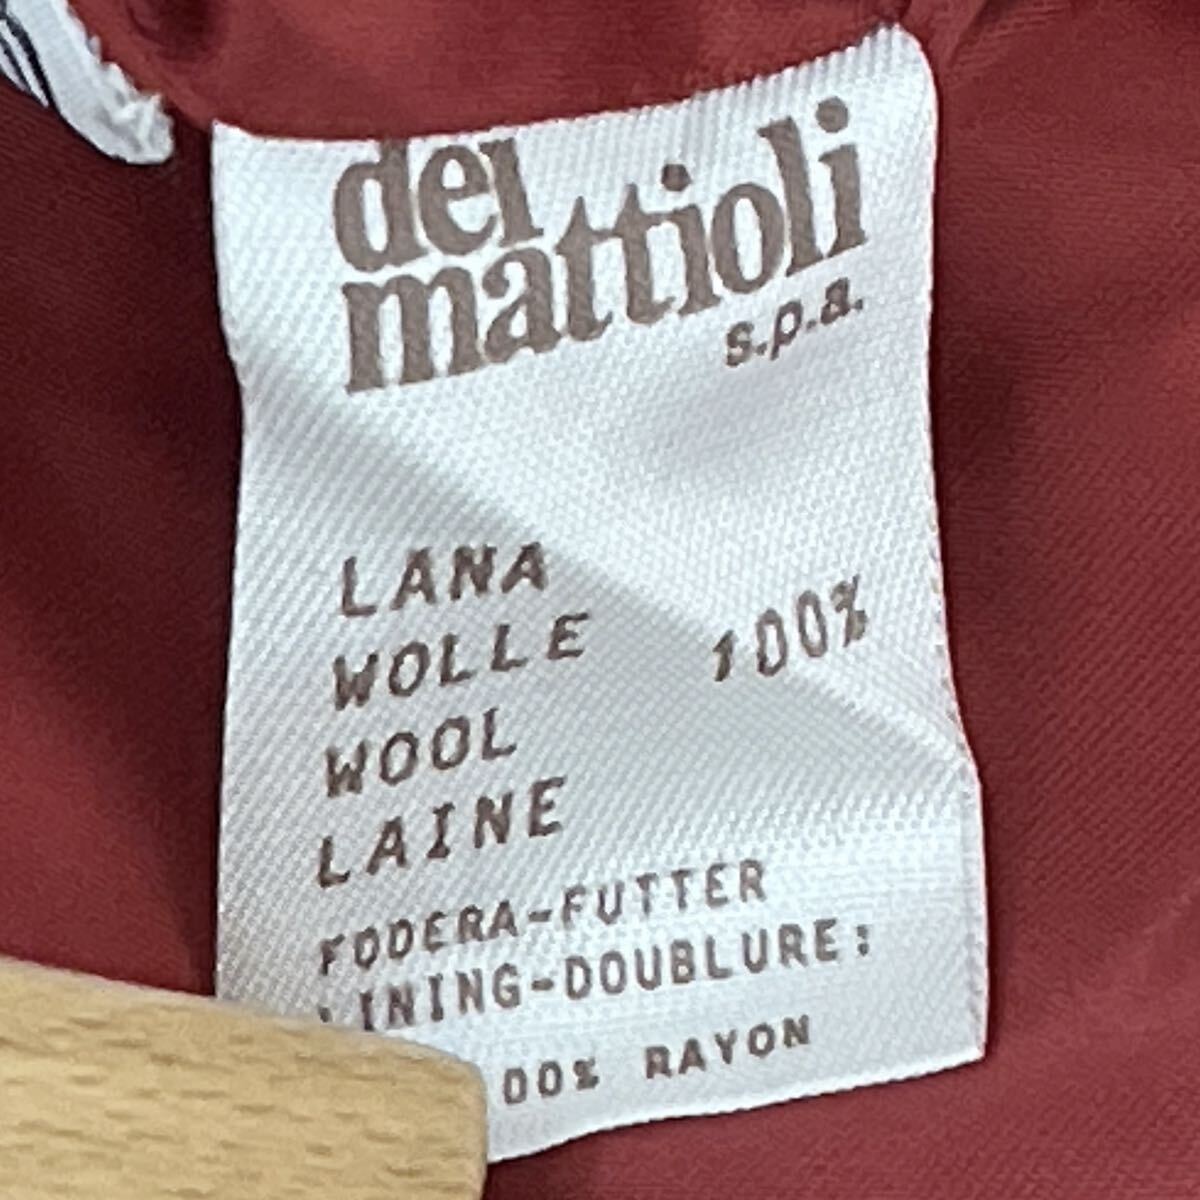 dei
mattioli
s.p.a.
LANA
WOLLE 100%
WOOL
LAINE
FODERA-FUTTER
LINING-DOUBLURE:
00% RAYON